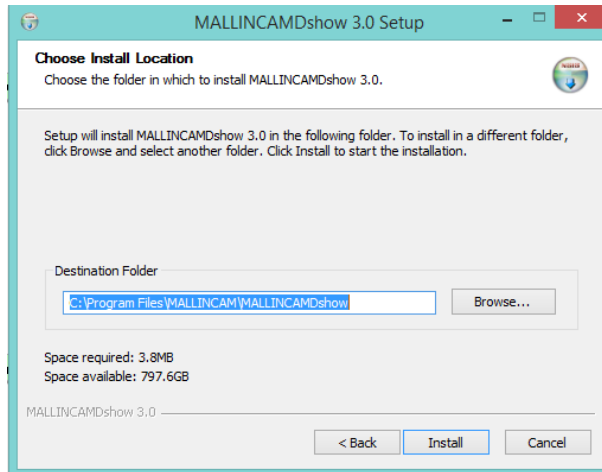 MALLINCAMDshow 3.0 Setup
Choose Install Location
Choose the folder in which to install MALLINCAMDshow 3.0.
Setup will install MALLINCAMDshow 3.0 in the following folder. To install in a different folder,
click Browse and select another folder. Click Install to start the installation.
Destination Folder
C:\Program Files\MALLINCAM\MALLINCAMDshow
Browse...
Space required: 3.8MB
Space available: 797.6GB
MALLINCAMDshow 3.0
< Back
Install
Cancel